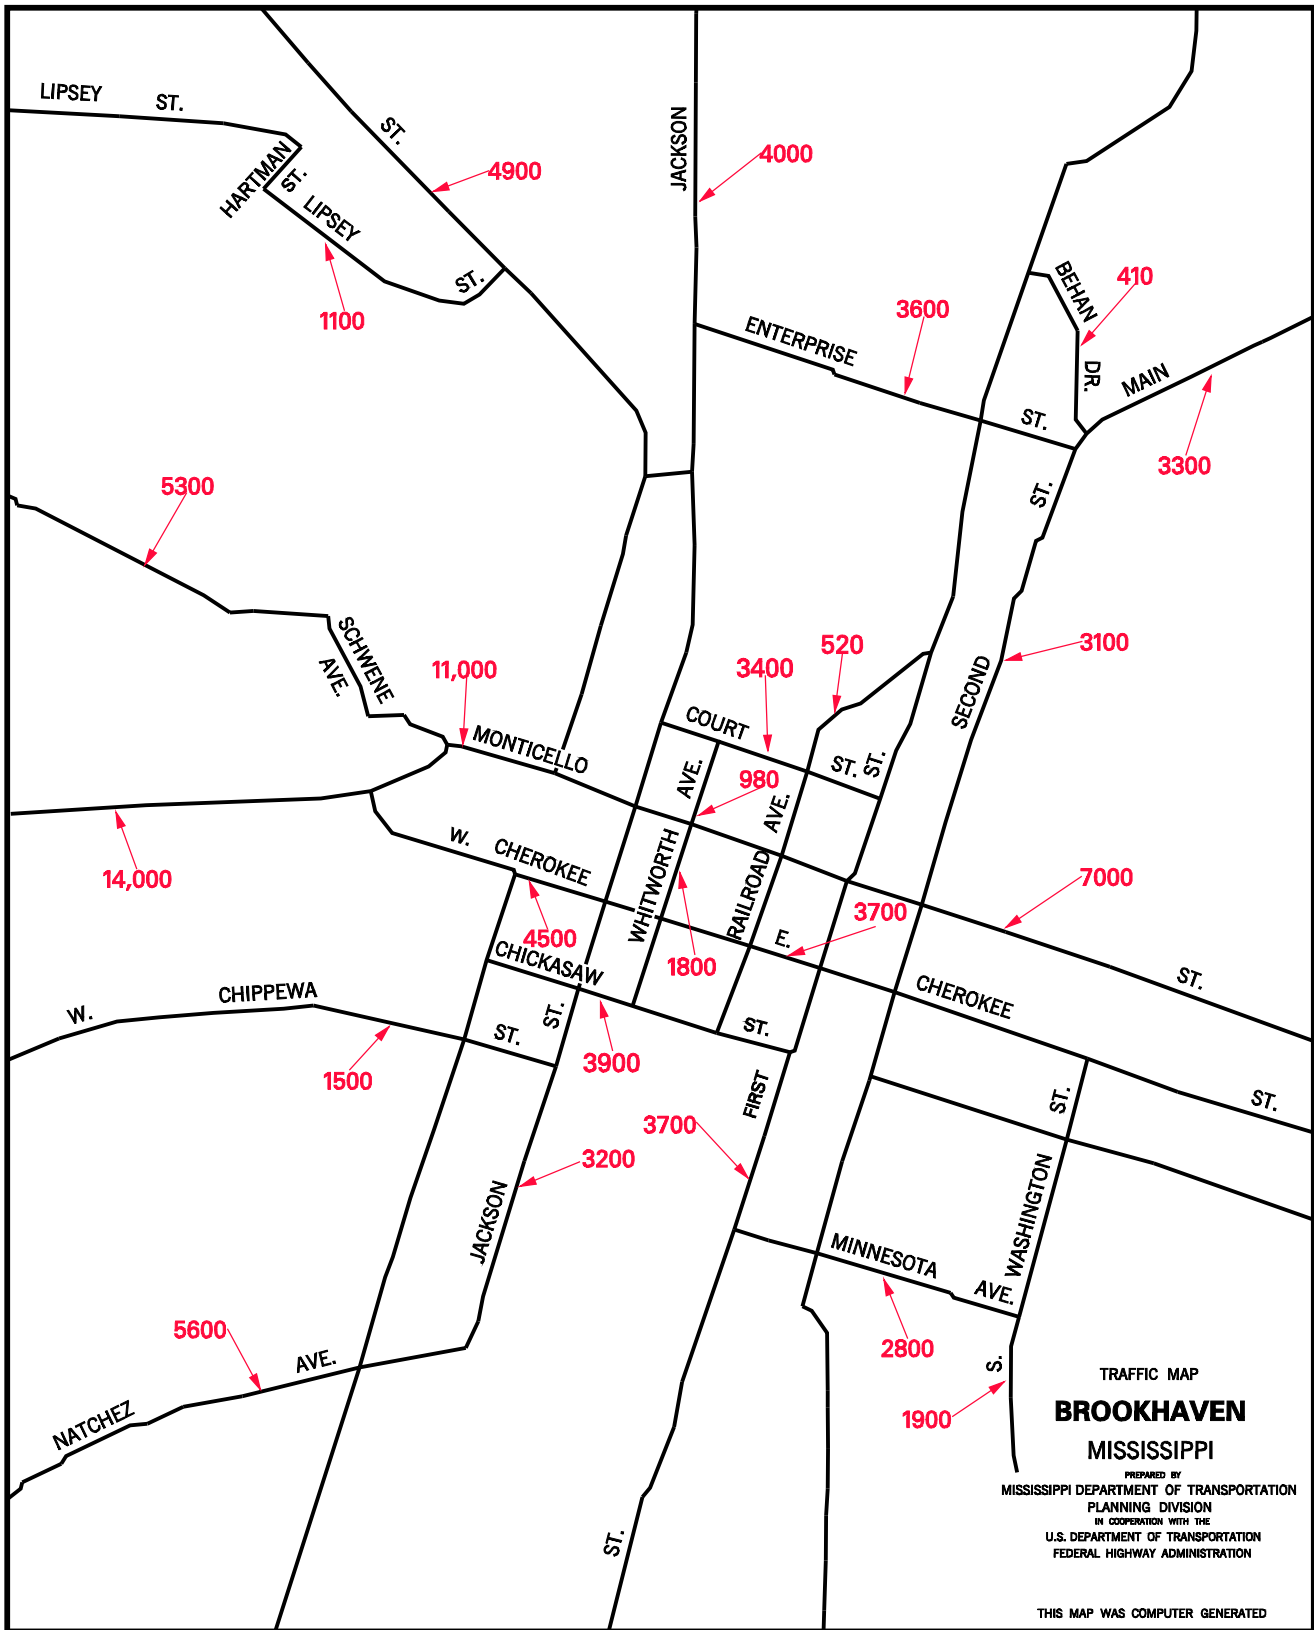 LIPSEY ST.
ST.
JACKSON
4000
4900
HARTMAN
ST.
LIPSEY
ST.
1100
BEHAN
410
3600
ENTERPRISE
ST.
DR.
MAIN
3300
5300
ST.
SCHWENE
AVE.
11,000
3400
520
3100
SECOND
COURT
ST.
ST.
MONTICELLO
AVE.
980
AVE.
14,000
W. CHEROKEE
WHITWORTH
RAILROAD
7000
3700
4500
1800
E.
CHICKASAW
ST.
CHEROKEE
ST.
W. CHIPPEWA
ST.
ST.
3900
1500
FIRST
ST.
ST.
3700
3200
JACKSON
WASHINGTON
MINNESOTA
AVE.
5600
AVE.
2800
S.
NATCHEZ
1900
ST.
TRAFFIC MAP
BROOKHAVEN
MISSISSIPPI
PREPARED BY
MISSISSIPPI DEPARTMENT OF TRANSPORTATION
PLANNING DIVISION
IN COOPERATION WITH THE
U.S. DEPARTMENT OF TRANSPORTATION
FEDERAL HIGHWAY ADMINISTRATION
THIS MAP WAS COMPUTER GENERATED